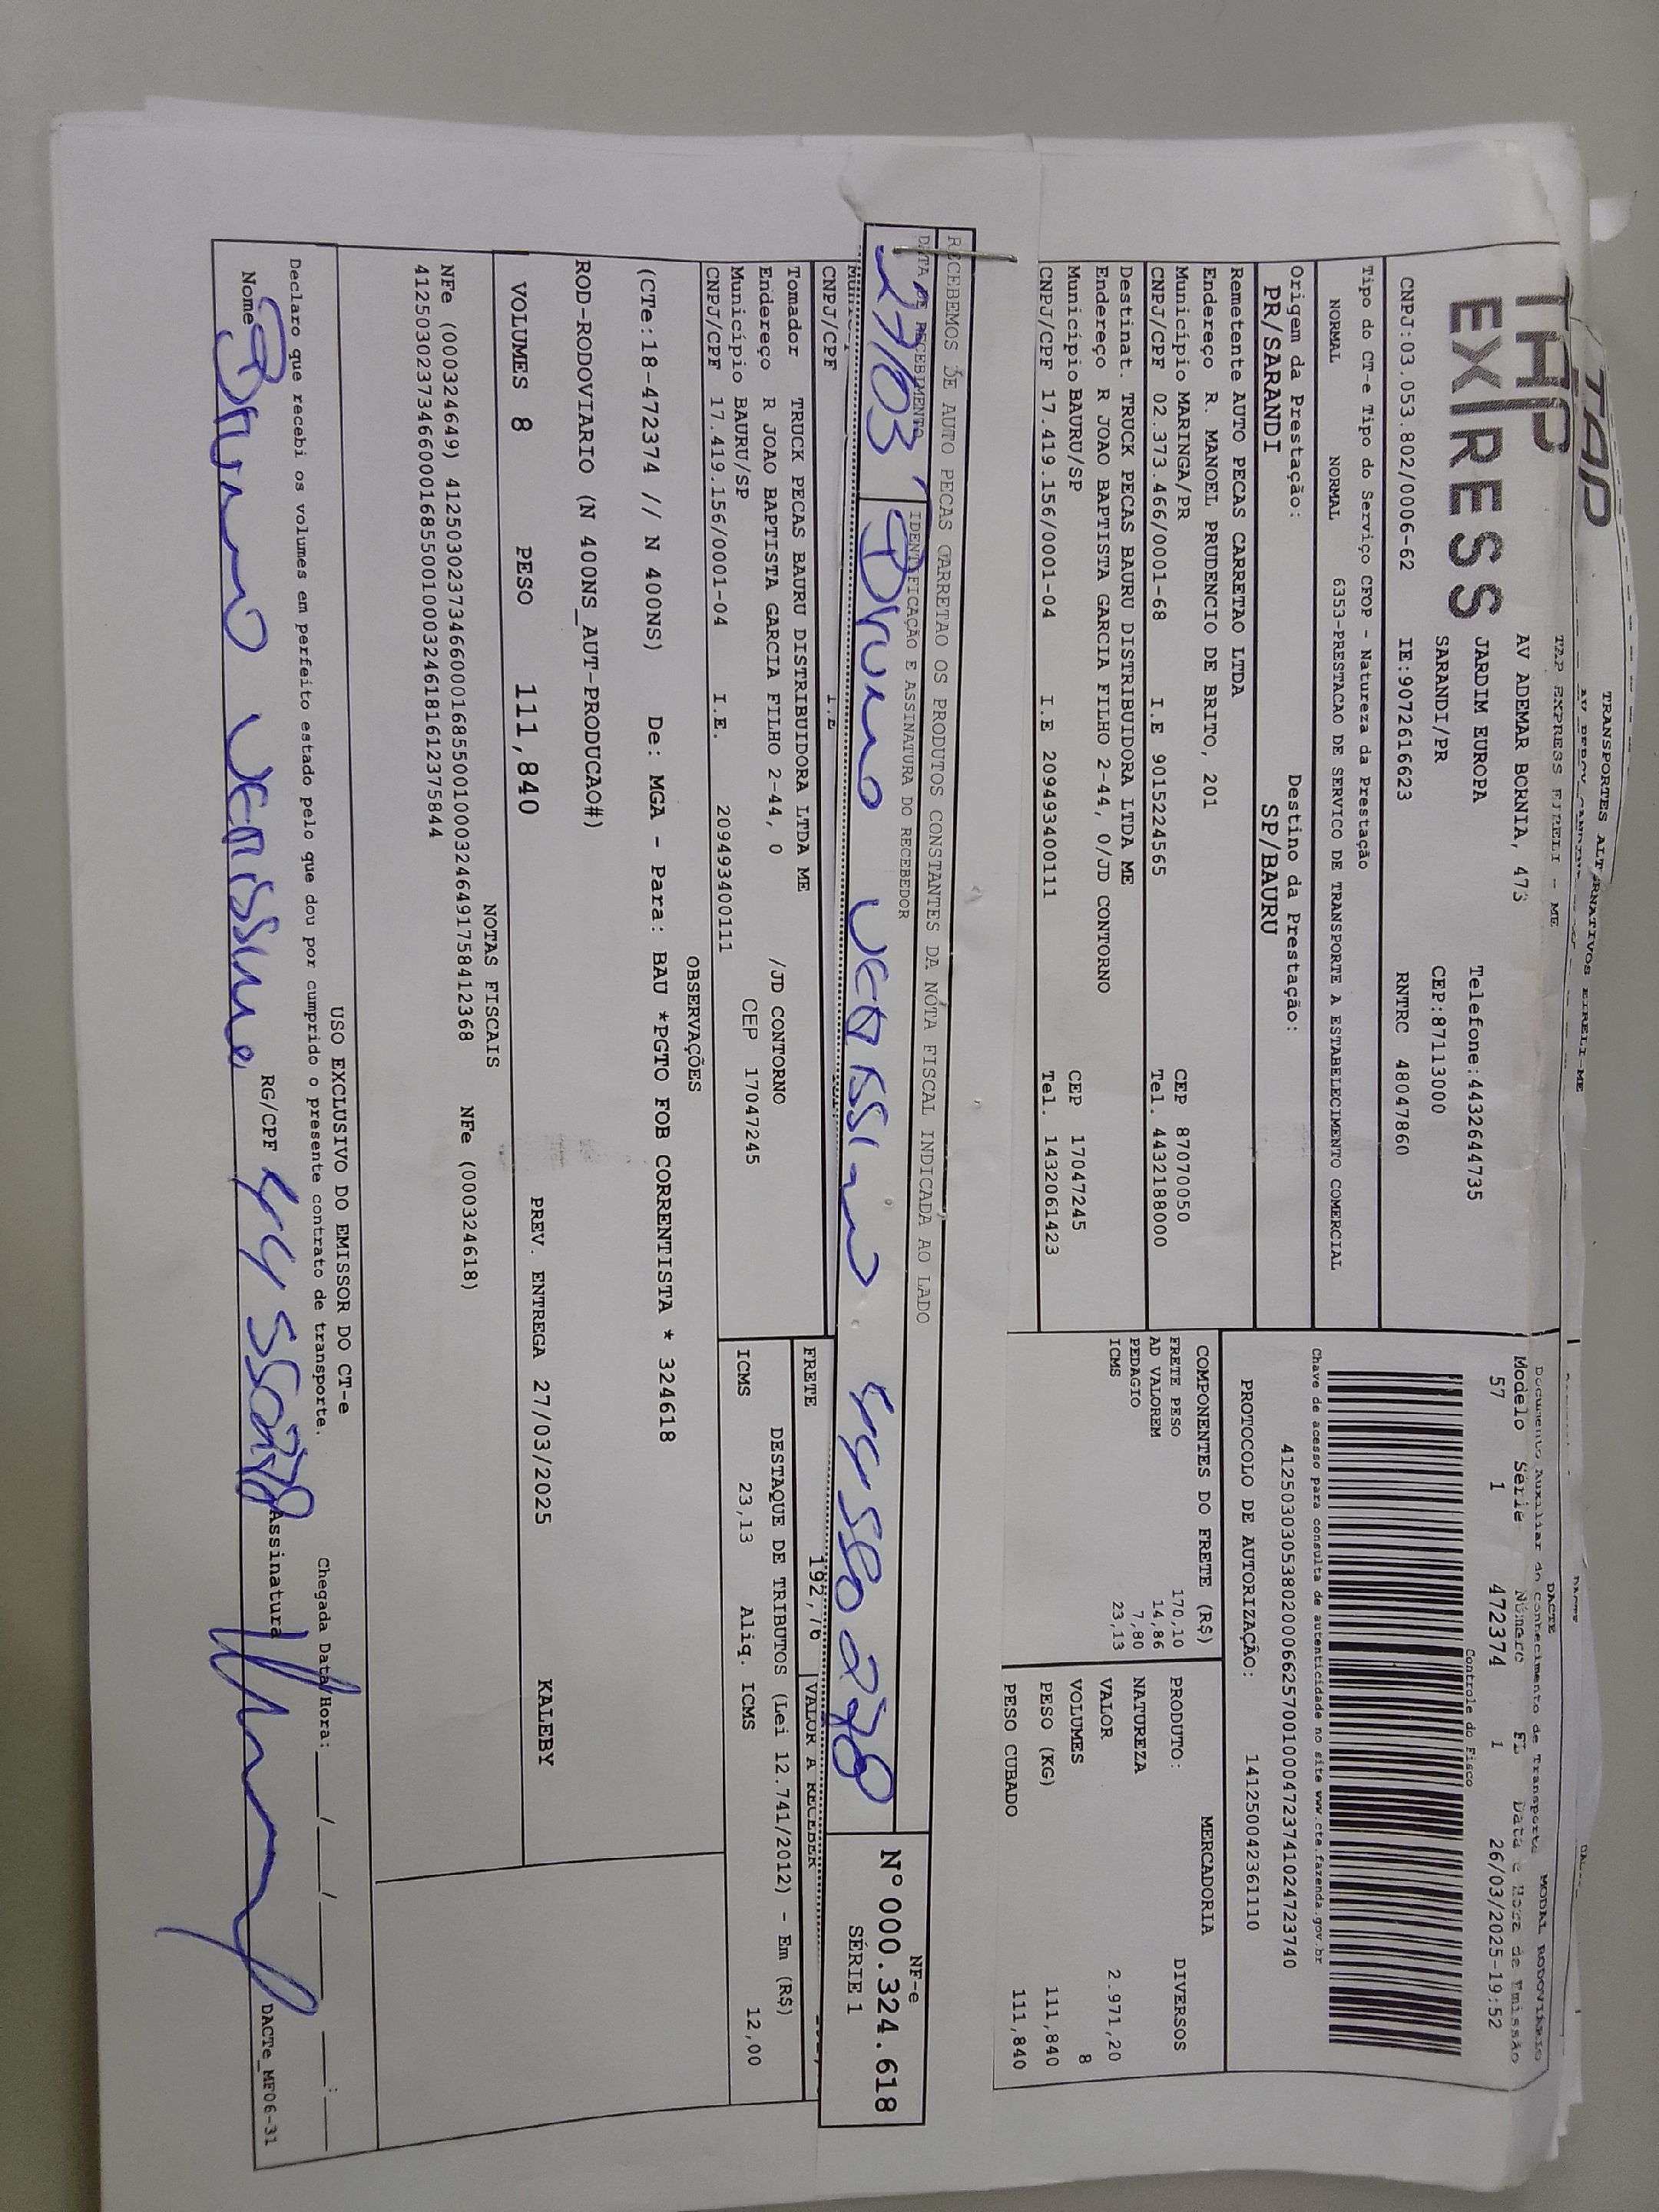 TAP
TRANSPORTES ALTERNATIVOS EIRELI-ME
TAP EXPRESS EIRELI - ME
TAP
EXPRESS
AV ADEMAR BORNIA, 473
JARDIM EUROPA
Telefone:4432644735
SARANDI/PR
CEP:87113000
CNPJ:03.053.802/0006-62 IE:9072616623 RNTRC 48047860
DACTE
Documento Auxiliar do Conhecimento de Transporte
MODAL RODOVIÁRIO
Modelo Série Número FL Data e Hora de Emissão
57 1 472374 1 26/03/2025-19:52
Controle do Fisco
Chave de acesso para consulta de autenticidade no site www.cte.fazenda.gov.br
41250303053802000662570010004723741024723740
PROTOCOLO DE AUTORIZAÇÃO: 141250042361110
Tipo do CT-e Tipo do Serviço CFOP - Natureza da Prestação
NORMAL NORMAL 6353-PRESTACAO DE SERVICO DE TRANSPORTE A ESTABELECIMENTO COMERCIAL
Origem da Prestação: Destino da Prestação:
PR/SARANDI SP/BAURU
Remetente AUTO PECAS CARRETAO LTDA
Endereço R. MANOEL PRUDENCIO DE BRITO, 201
Município MARINGA/PR CEP 87070050
CNPJ/CPF 02.373.466/0001-68 I.E 9015224565 Tel. 4432188000
Destinat. TRUCK PECAS BAURU DISTRIBUIDORA LTDA ME
Endereço R JOAO BAPTISTA GARCIA FILHO 2-44, 0/JD CONTORNO
Município BAURU/SP CEP 17047245
CNPJ/CPF 17.419.156/0001-04 I.E 209493400111 Tel. 1432061423
COMPONENTES DO FRETE (R$)
FRETE PESO 170,10
AD VALOREM 14,86
PEDAGIO 7,80
ICMS 23,13
MERCADORIA
PRODUTO: DIVERSOS
NATUREZA
VALOR 2.971,20
VOLUMES 8
PESO (KG) 111,840
PESO CUBADO 111,840
RECEBEMOS DE AUTO PECAS CARRETAO OS PRODUTOS CONSTANTES DA NOTA FISCAL INDICADA AO LADO
DATA DE RECEBIMENTO IDENTIFICAÇÃO E ASSINATURA DO RECEBEDOR
27/03 Bruno
NF-e
Nº 000.324.618
SÉRIE 1
CNPJ/CPF I.E
FRETE 192,76 VALOR A RECEBER
Tomador TRUCK PECAS BAURU DISTRIBUIDORA LTDA ME
Endereço R JOAO BAPTISTA GARCIA FILHO 2-44, 0 /JD CONTORNO
Município BAURU/SP CEP 17047245
CNPJ/CPF 17.419.156/0001-04 I.E. 209493400111
DESTAQUE DE TRIBUTOS (Lei 12.741/2012) - Em (R$)
ICMS 23,13 Aliq. ICMS 12,00
OBSERVAÇÕES
(CTe:18-472374 // N 400NS) De: MGA - Para: BAU *PGTO FOB CORRENTISTA * 324618
ROD-RODOVIARIO (N 400NS_AUT-PRODUCAO#)
VOLUMES 8 PESO 111,840 PREV. ENTREGA 27/03/2025 KALEBY
NOTAS FISCAIS
NFe (000324649) 41250302373466000168550010003246491758412368 NFe (000324618)
41250302373466000168550010003246181612375844
USO EXCLUSIVO DO EMISSOR DO CT-e
Declaro que recebi os volumes em perfeito estado pelo que dou por cumprido o presente contrato de transporte. Chegada Data/Hora: ___/___/______ ___:___
Nome Bruno RG/CPF Assinatura
DACTe_MF06-31